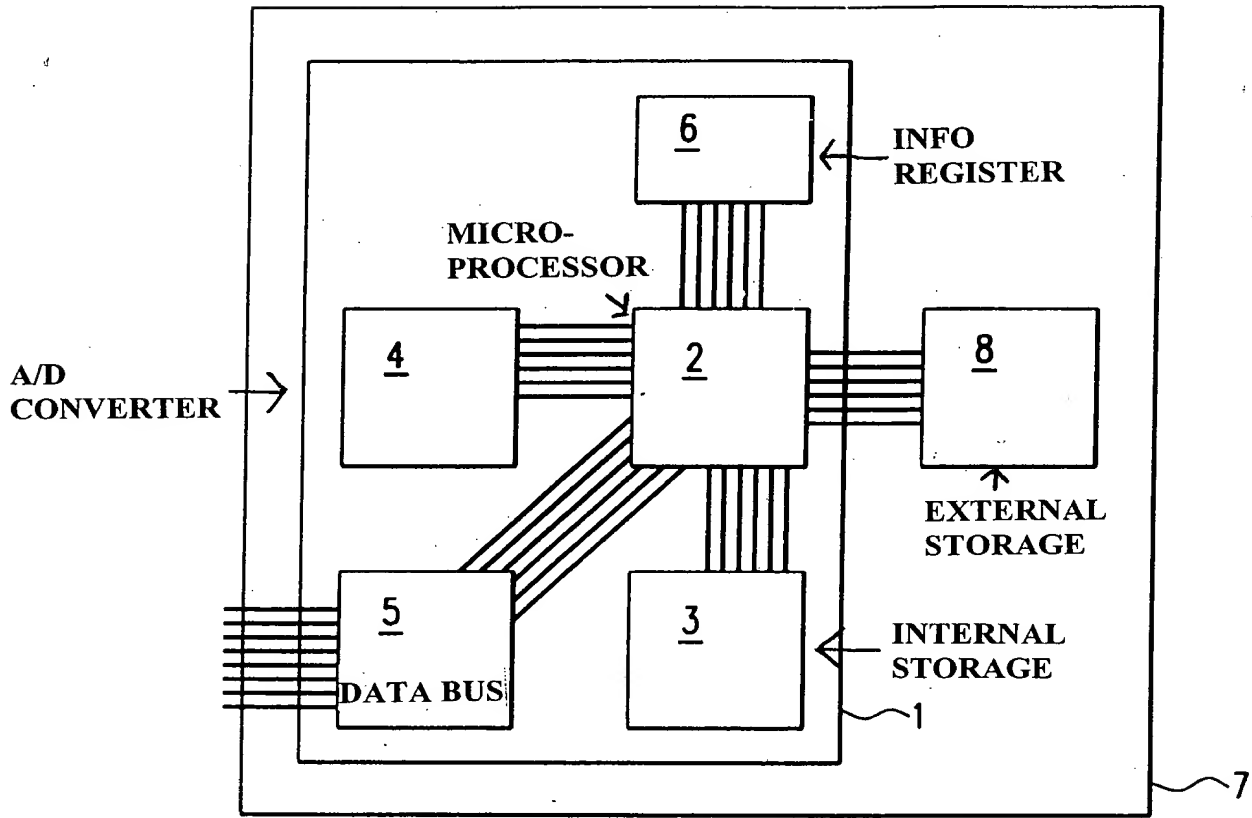 6
INFO
REGISTER
MICRO-
PROCESSOR
A/D
CONVERTER
4
2
8
EXTERNAL
STORAGE
5
DATA BUS
3
INTERNAL
STORAGE
1
7